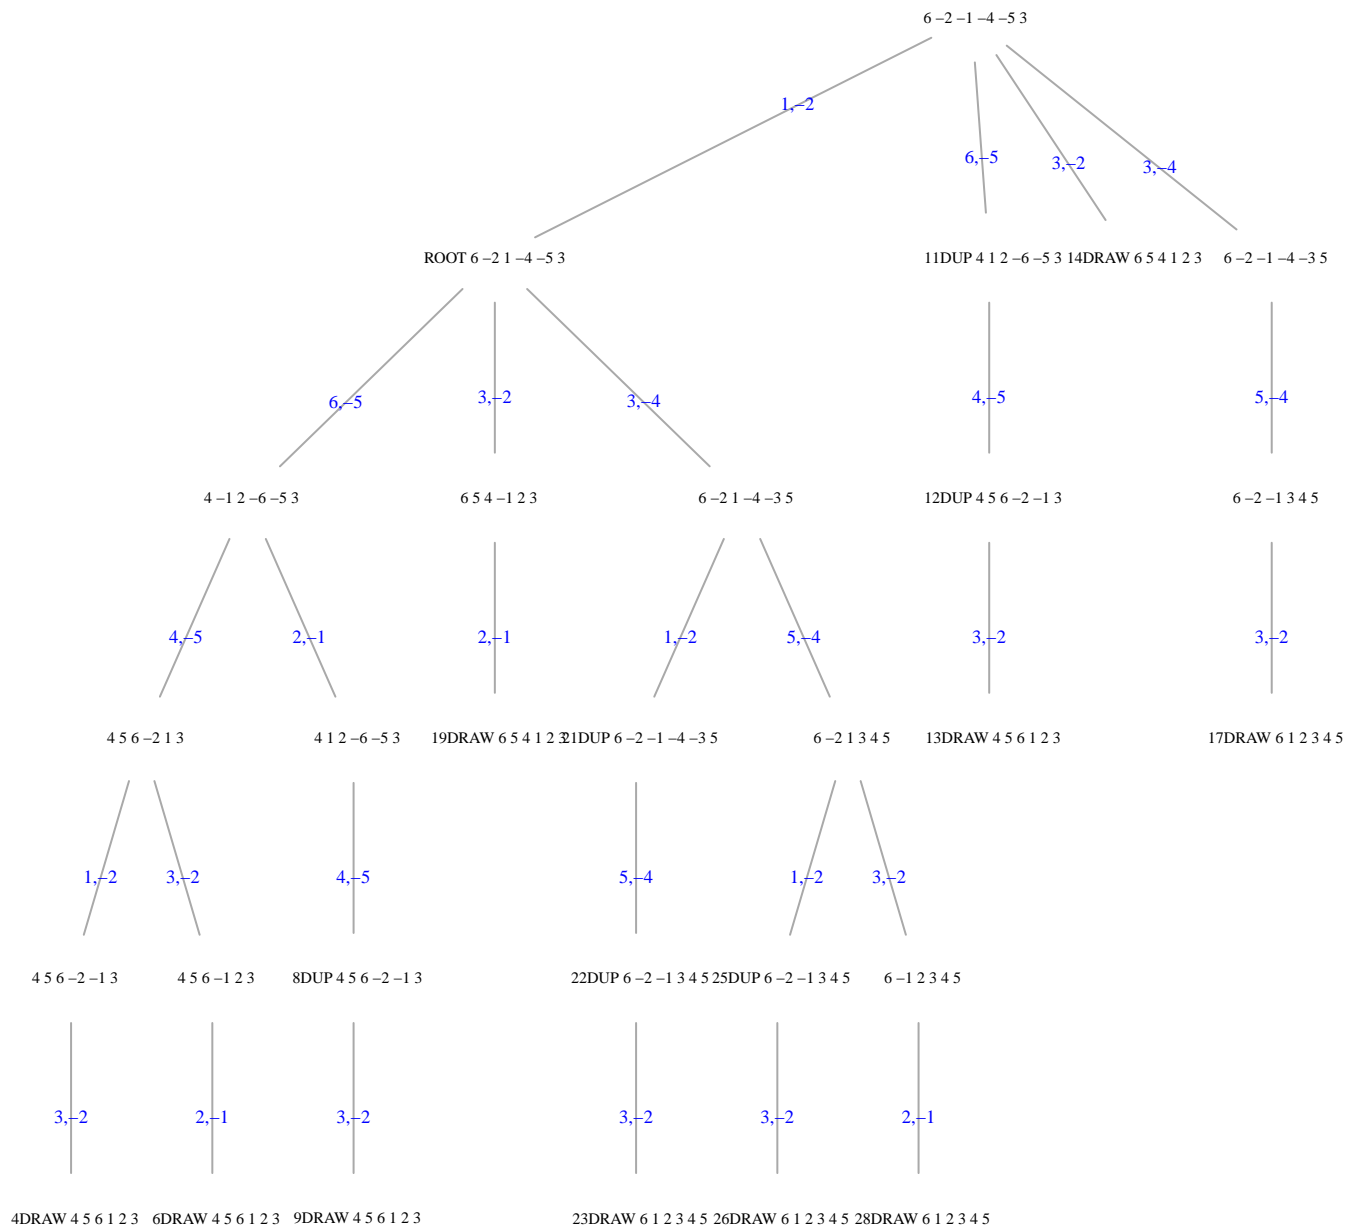 6 –2 –1 –4 –5 3
1,–2
6,–5
3,–2
3,–4
ROOT 6 –2 1 –4 –5 3
11DUP 4 1 2 –6 –5 3
14DRAW 6 5 4 1 2 3
6 –2 –1 –4 –3 5
6,–5
3,–2
3,–4
4,–5
5,–4
4 –1 2 –6 –5 3
6 5 4 –1 2 3
6 –2 1 –4 –3 5
12DUP 4 5 6 –2 –1 3
6 –2 –1 3 4 5
4,–5
2,–1
2,–1
1,–2
5,–4
3,–2
3,–2
4 5 6 –2 1 3
4 1 2 –6 –5 3
19DRAW 6 5 4 1 2 3
21DUP 6 –2 –1 –4 –3 5
6 –2 1 3 4 5
13DRAW 4 5 6 1 2 3
17DRAW 6 1 2 3 4 5
1,–2
3,–2
4,–5
5,–4
1,–2
3,–2
4 5 6 –2 –1 3
4 5 6 –1 2 3
8DUP 4 5 6 –2 –1 3
22DUP 6 –2 –1 3 4 5
25DUP 6 –2 –1 3 4 5
6 –1 2 3 4 5
3,–2
2,–1
3,–2
3,–2
3,–2
2,–1
4DRAW 4 5 6 1 2 3
6DRAW 4 5 6 1 2 3
9DRAW 4 5 6 1 2 3
23DRAW 6 1 2 3 4 5
26DRAW 6 1 2 3 4 5
28DRAW 6 1 2 3 4 5